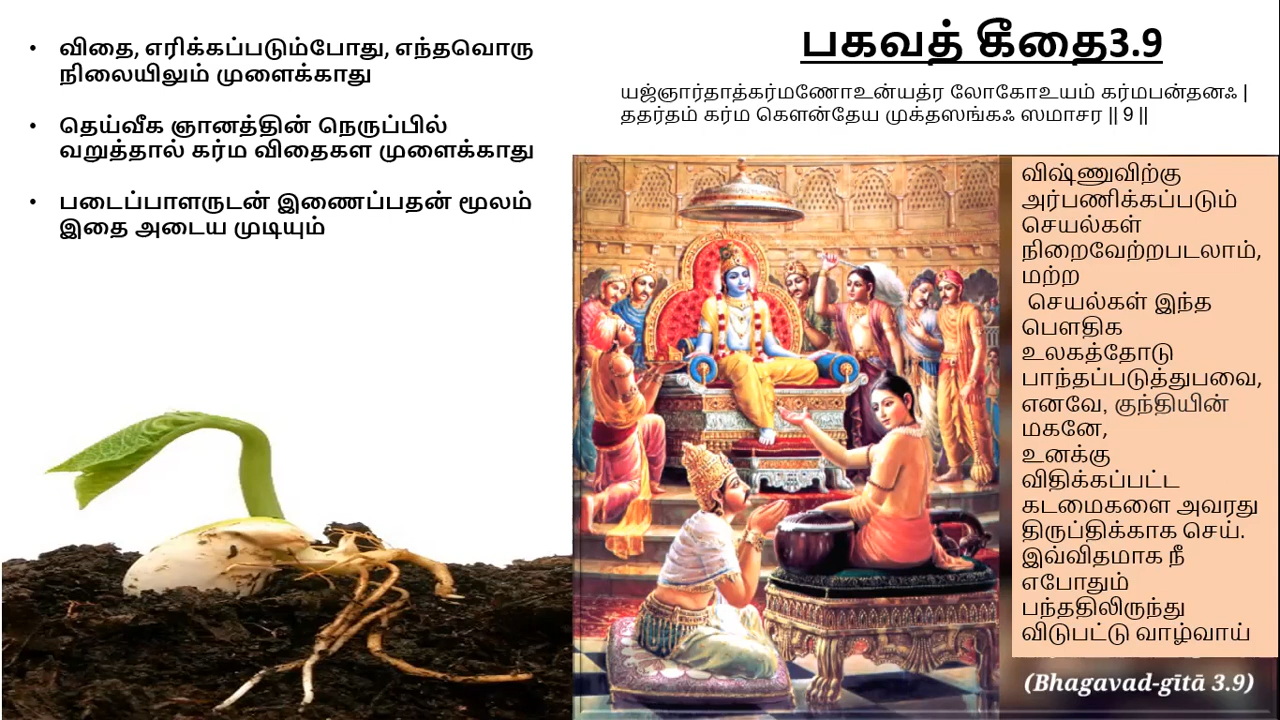 • விதை, எரிக்கப்படும்போது, எந்தவொரு
நிலையிலும் முளைக்காது
• தெய்வீக ஞானத்தின் நெருப்பில்
வறுத்தால் கர்ம விதைகள முளைக்காது
• படைப்பாளருடன் இணைப்பதன் மூலம்
இதை அடைய முடியும்
பகவத் கீதை3.9
யஜ்ஞார்தாத்கர்மணோஉன்யத்ர லோகோஉயம் கர்மபன்தனஃ |
ததர்தம் கர்ம கௌன்தேய முக்தஸங்கஃ ஸமாசர || 9 ||
விஷ்ணுவிற்கு
அர்பணிக்கப்படும்
செயல்கள்
நிறைவேற்றபடலாம்,
மற்ற
செயல்கள் இந்த
பௌதிக
உலகத்தோடு
பாந்தப்படுத்துபவை,
எனவே, குந்தியின்
மகனே,
உனக்கு
விதிக்கப்பட்ட
கடமைகளை அவரது
திருப்திக்காக செய்.
இவ்விதமாக நீ
எபோதும்
பந்ததிலிருந்து
விடுபட்டு வாழ்வாய்
(Bhagavad-gītā 3.9)